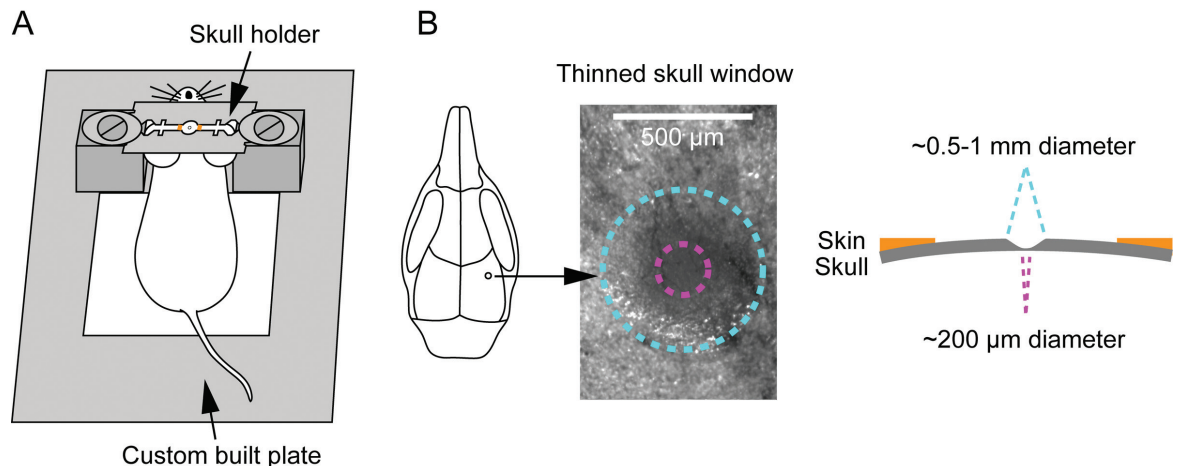 A
Skull holder
Custom built plate
B
Thinned skull window
500 µm
~0.5-1 mm diameter
Skin
Skull
~200 µm diameter